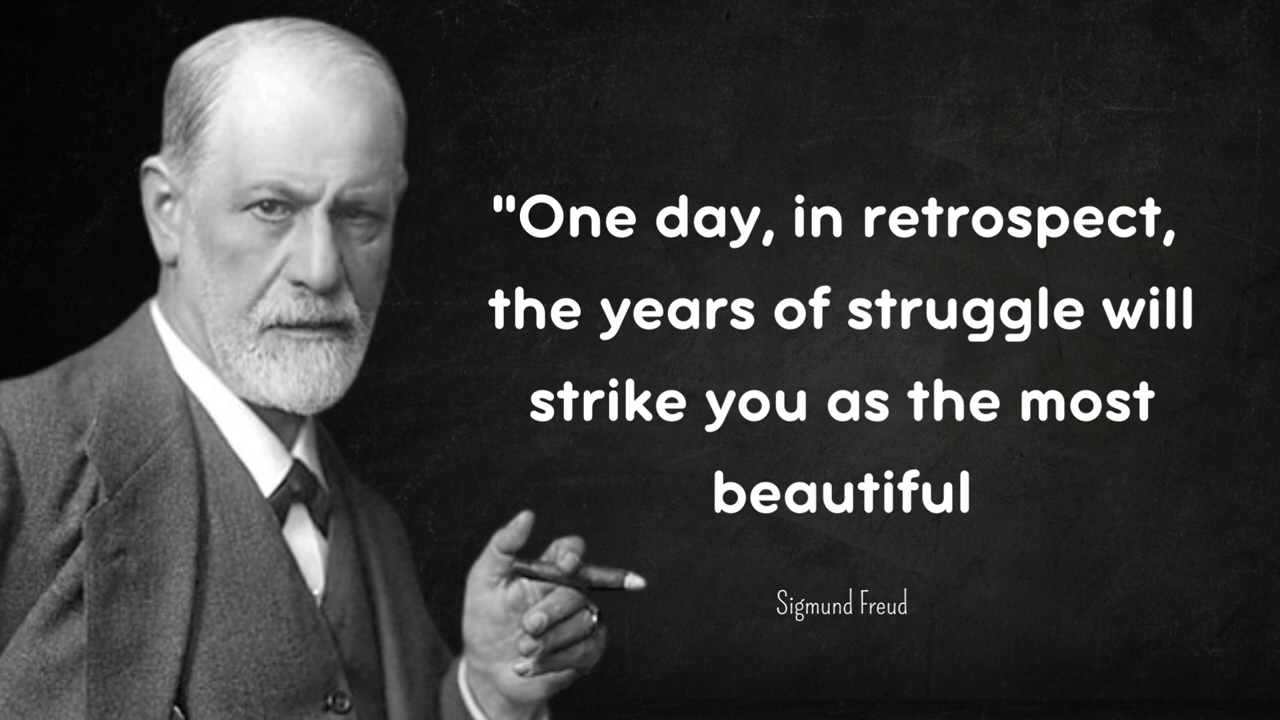 "One day, in retrospect,
the years of struggle will
strike you as the most
beautiful
Sigmund Freud